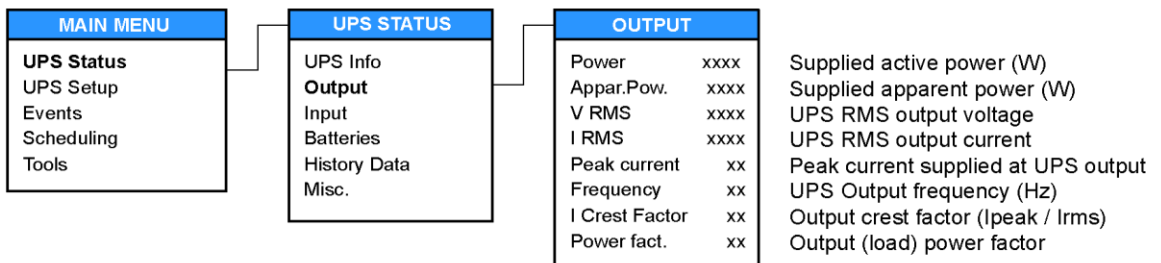 MAIN MENU
UPS Status
UPS Setup
Events
Scheduling
Tools
UPS STATUS
UPS Info
Output
Input
Batteries
History Data
Misc.
OUTPUT
Power xxxx Supplied active power (W)
Appar.Pow. xxxx Supplied apparent power (W)
V RMS xxxx UPS RMS output voltage
I RMS xxxx UPS RMS output current
Peak current xx Peak current supplied at UPS output
Frequency xx UPS Output frequency (Hz)
I Crest Factor xx Output crest factor (Ipeak / Irms)
Power fact. xx Output (load) power factor